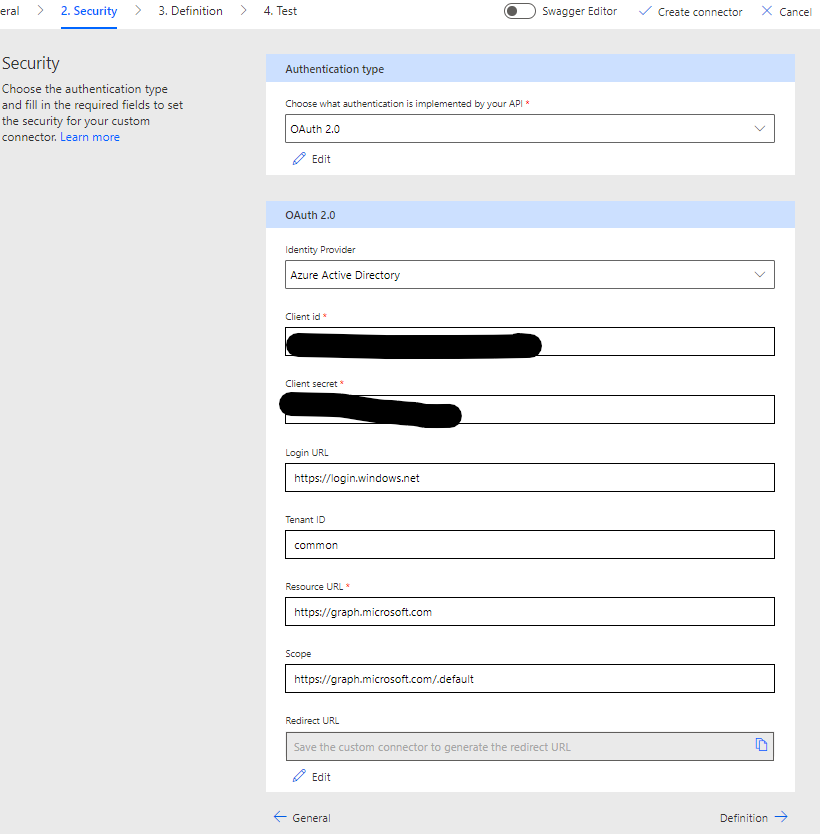 eral
2. Security
3. Definition
4. Test
Swagger Editor
Create connector
Cancel
Security
Choose the authentication type
and fill in the required fields to set
the security for your custom
connector. Learn more
Authentication type
Choose what authentication is implemented by your API *
OAuth 2.0
Edit
OAuth 2.0
Identity Provider
Azure Active Directory
Client id *
Client secret *
Login URL
https://login.windows.net
Tenant ID
common
Resource URL *
https://graph.microsoft.com
Scope
https://graph.microsoft.com/.default
Redirect URL
Save the custom connector to generate the redirect URL
Edit
General
Definition